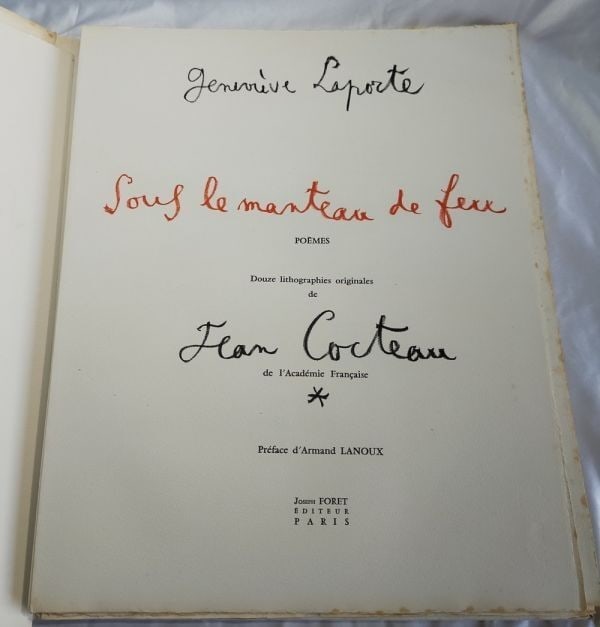 Geneviève Laporte
Sous le manteau de feu
POÈMES
Douze lithographies originales
de
Jean Cocteau
de l'Académie Française
Préface d'Armand LANOUX
Joseph FORET
ÉDITEUR
PARIS